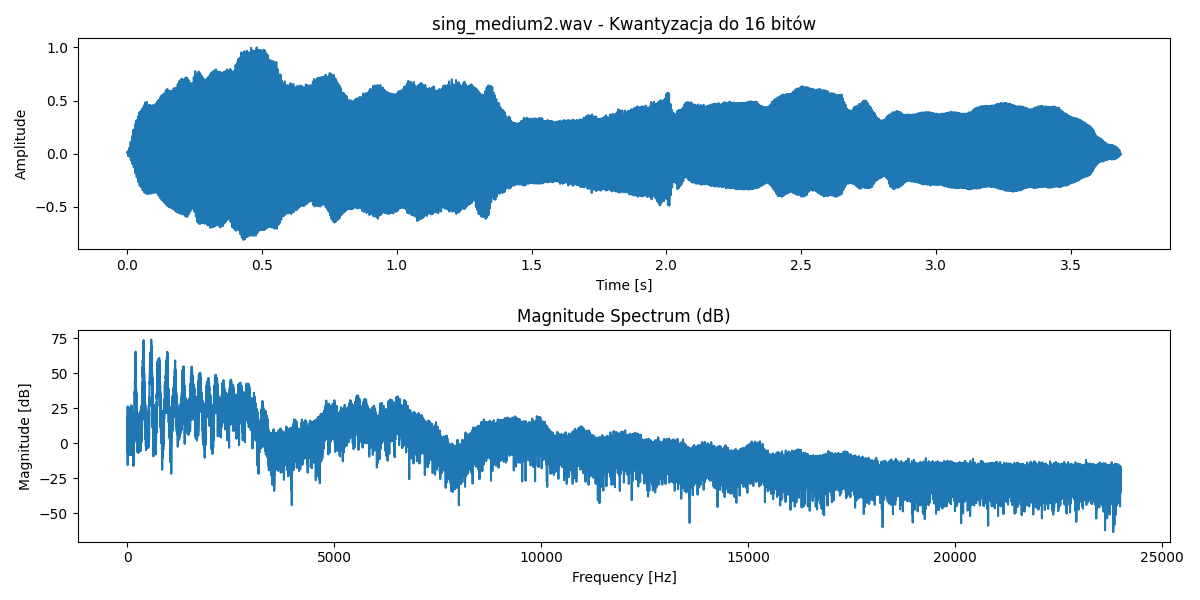 sing_medium2.wav - Kwantyzacja do 16 bitów
1.0
0.5
0.0
−0.5
Amplitude
0.0 0.5 1.0 1.5 2.0 2.5 3.0 3.5
Time [s]
Magnitude Spectrum (dB)
75
50
25
0
−25
−50
Magnitude [dB]
0 5000 10000 15000 20000 25000
Frequency [Hz]